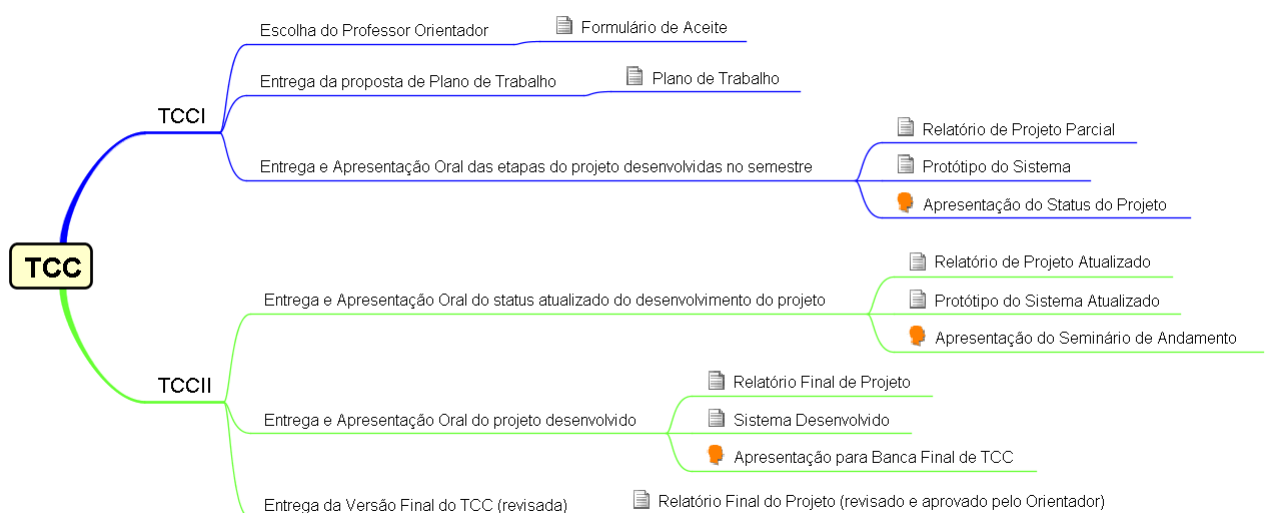 TCC
TCCI
Escolha do Professor Orientador
Formulário de Aceite
Entrega da proposta de Plano de Trabalho
Plano de Trabalho
Entrega e Apresentação Oral das etapas do projeto desenvolvidas no semestre
Relatório de Projeto Parcial
Protótipo do Sistema
Apresentação do Status do Projeto
TCCII
Entrega e Apresentação Oral do status atualizado do desenvolvimento do projeto
Relatório de Projeto Atualizado
Protótipo do Sistema Atualizado
Apresentação do Seminário de Andamento
Entrega e Apresentação Oral do projeto desenvolvido
Relatório Final de Projeto
Sistema Desenvolvido
Apresentação para Banca Final de TCC
Entrega da Versão Final do TCC (revisada)
Relatório Final do Projeto (revisado e aprovado pelo Orientador)